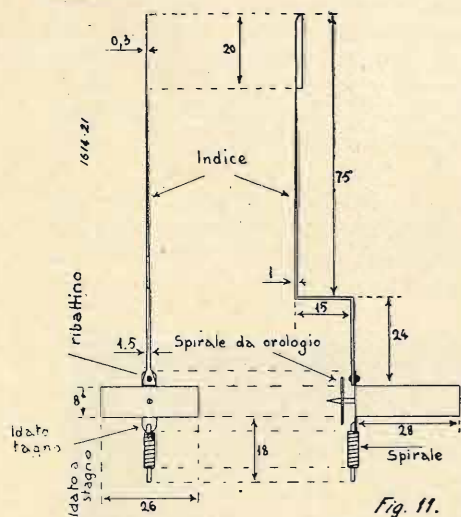 0,3
20
1614-21
Indice
75
1
15
ribattino
1.5
Spirale da orologio
24
8
28
18
Spirale
26
Fig. 11.